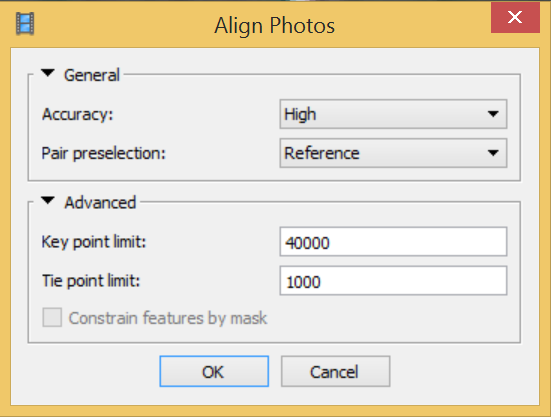 Align Photos
General
Accuracy: High
Pair preselection: Reference
Advanced
Key point limit: 40000
Tie point limit: 1000
Constrain features by mask
OK Cancel